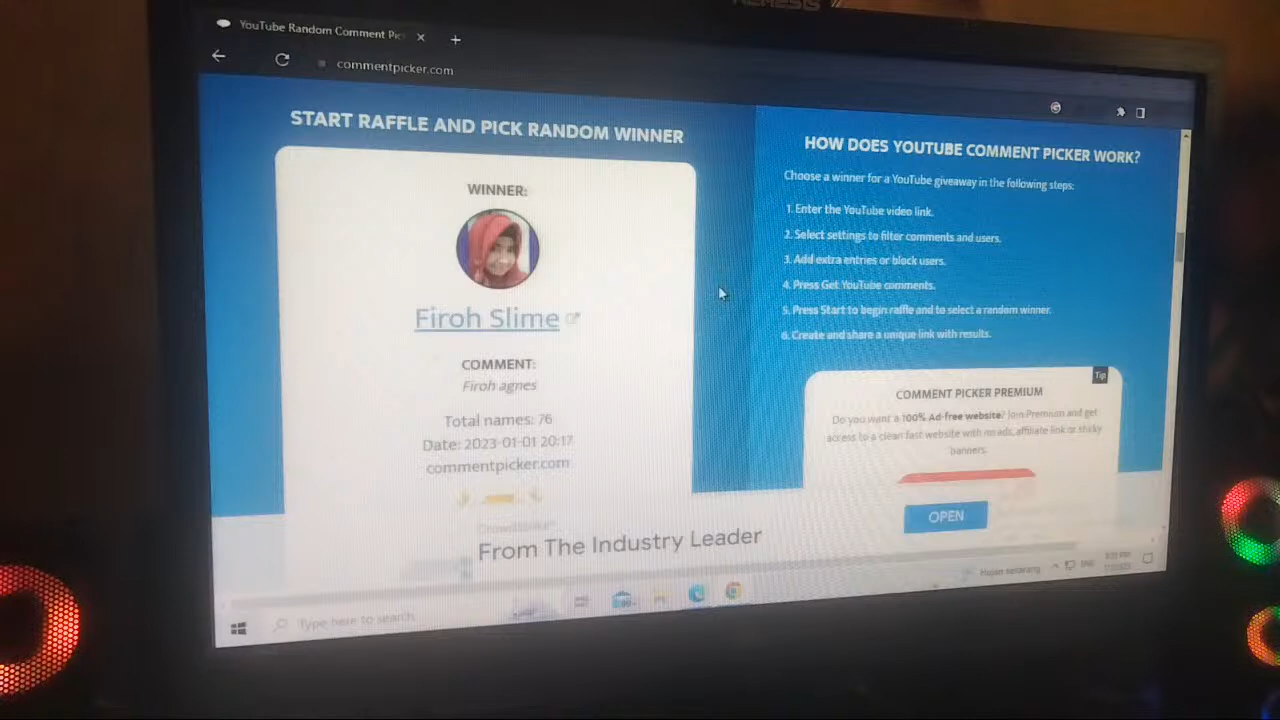 NEMESIS
YouTube Random Comment Pic
commentpicker.com
START RAFFLE AND PICK RANDOM WINNER
WINNER:
Firoh Slime
COMMENT:
Firoh agnes
Total names: 76
Date: 2023-01-01 20:17
commentpicker.com
HOW DOES YOUTUBE COMMENT PICKER WORK?
Choose a winner for a YouTube giveaway in the following steps:
1. Enter the YouTube video link.
2. Select settings to filter comments and users.
3. Add extra entries or block users.
4. Press Get YouTube comments.
5. Press Start to begin raffle and to select a random winner.
6. Create and share a unique link with results.
Tip
COMMENT PICKER PREMIUM
Do you want a 100% Ad-free website? Join Premium and get
access to a clean fast website with no ads, affiliate link or sticky
banners.
From The Industry Leader
OPEN
Type here to search
Hujan sekarang
ENG